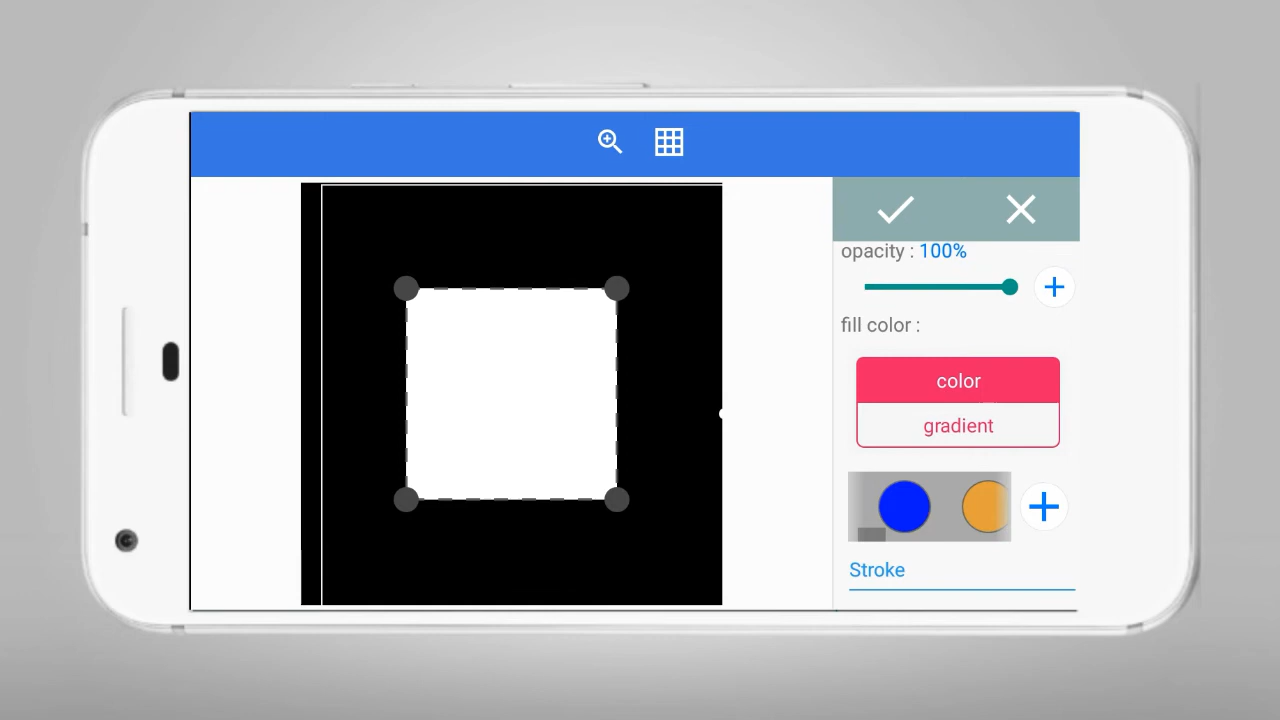 opacity : 100%
fill color :
color
gradient
Stroke